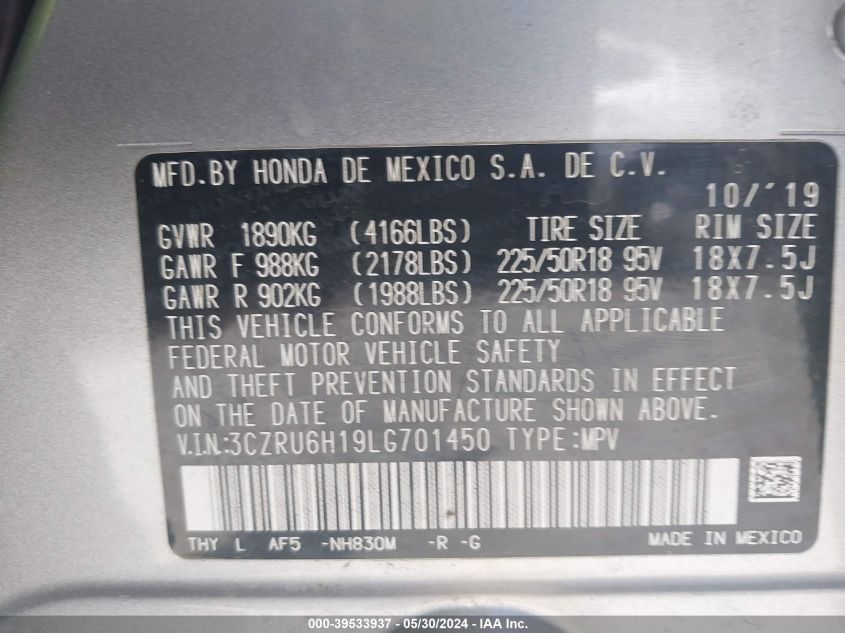 MFD.BY HONDA DE MEXICO S.A. DE C.V.
10/'19
GVWR 1890KG (4166LBS) TIRE SIZE RIM SIZE
GAWR F 988KG (2178LBS) 225/50R18 95V 18X7.5J
GAWR R 902KG (1988LBS) 225/50R18 95V 18X7.5J
THIS VEHICLE CONFORMS TO ALL APPLICABLE
FEDERAL MOTOR VEHICLE SAFETY
AND THEFT PREVENTION STANDARDS IN EFFECT
ON THE DATE OF MANUFACTURE SHOWN ABOVE.
V.I.N.:3CZRU6H19LG701450 TYPE:MPV
THY L AF5 -NH830M -R -G MADE IN MEXICO
000-39533937 - 05/30/2024 - IAA Inc.